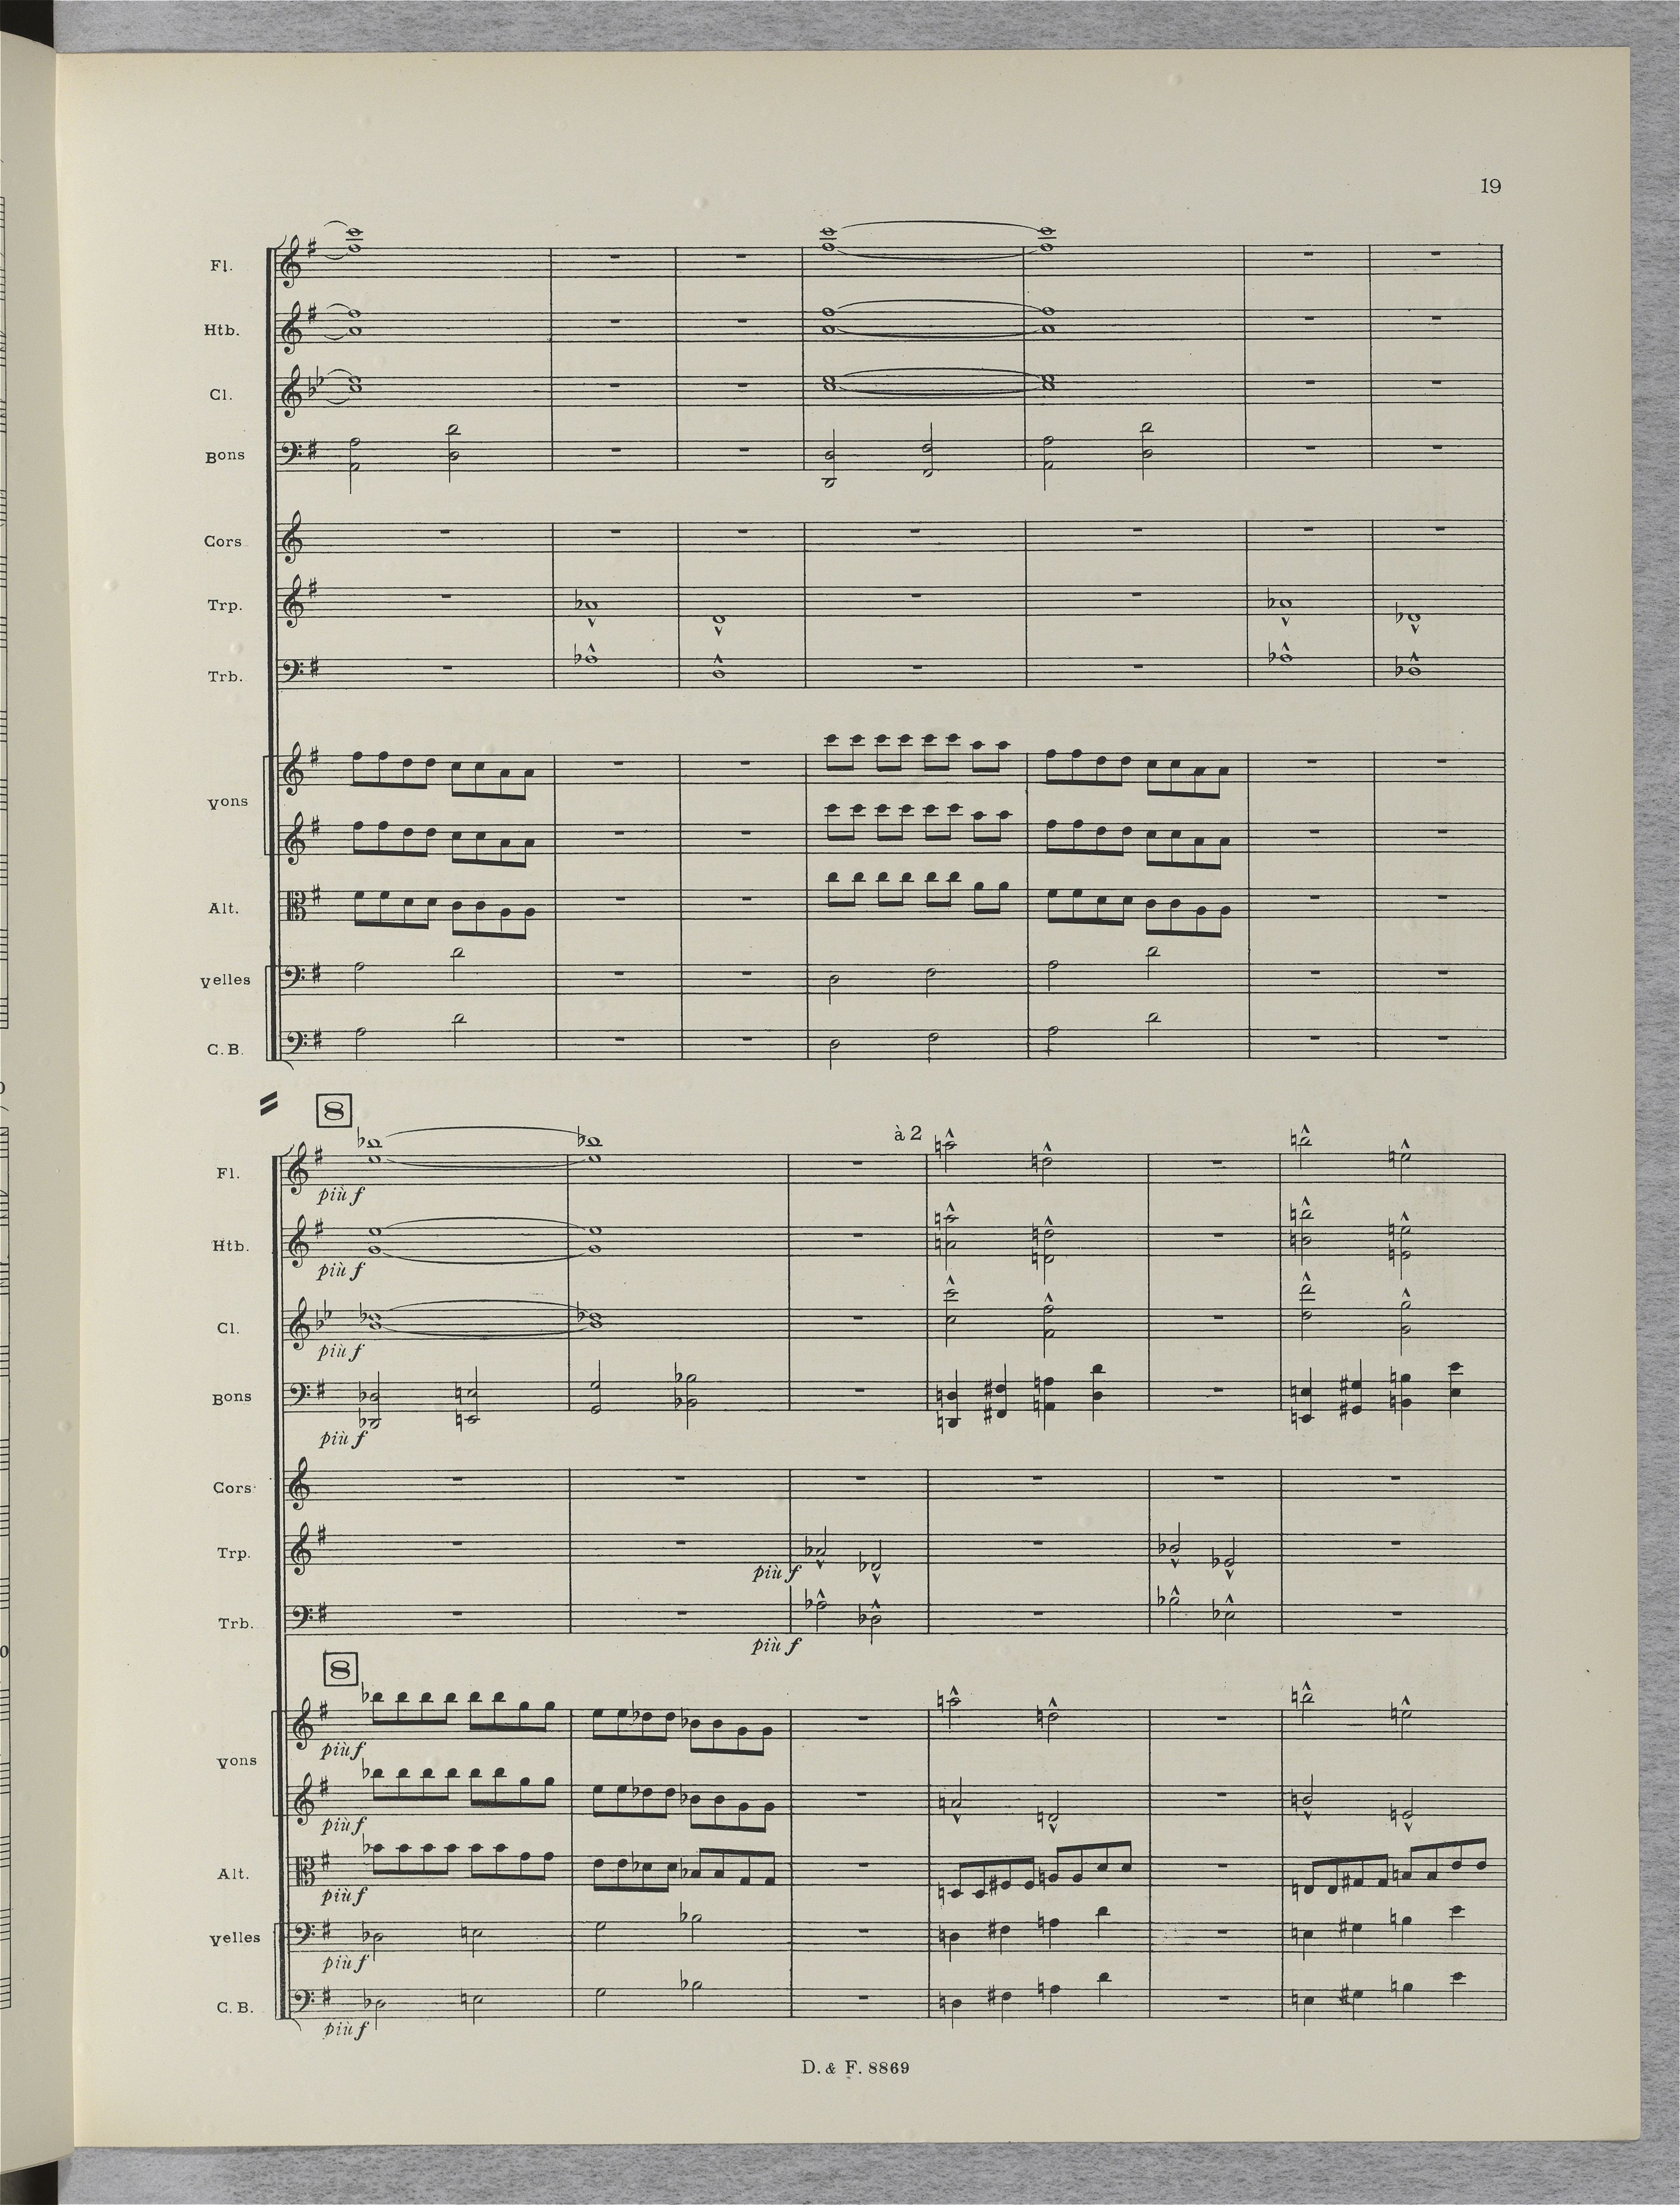 19
Fl.
Htb.
Cl.
Bons
Cors
Trp.
Trb.
Vons
Alt.
Velles
C.B.
8
à 2
Fl.
più f
Htb.
più f
Cl.
più f
Bons
più f
Cors
Trp.
più f
Trb.
più f
8
più f
Vons
più f
Alt.
più f
Velles
più f
C.B.
più f
D. & F. 8869